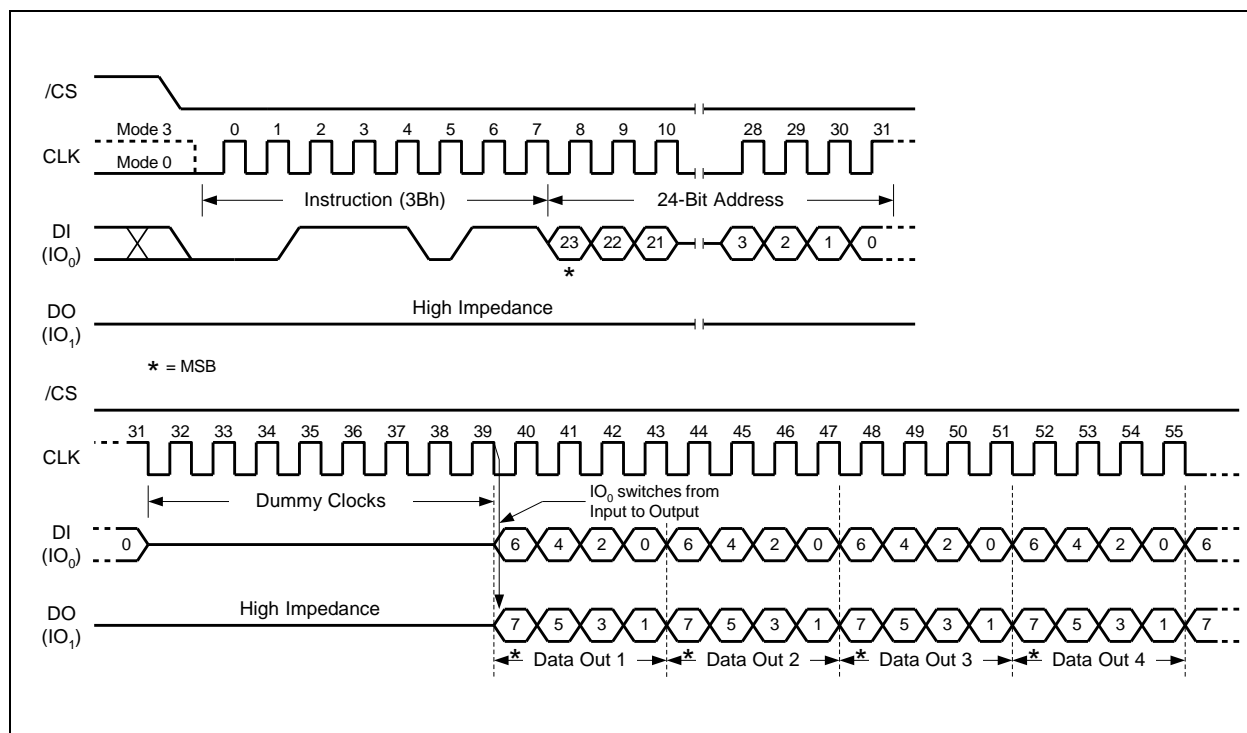 /CS
Mode 3 0 1 2 3 4 5 6 7 8 9 10 28 29 30 31
CLK Mode 0
Instruction (3Bh) 24-Bit Address
DI
(IO0) 23 22 21 3 2 1 0
*
High Impedance
DO
(IO1)
* = MSB
/CS
31 32 33 34 35 36 37 38 39 40 41 42 43 44 45 46 47 48 49 50 51 52 53 54 55
CLK
Dummy Clocks
IO0 switches from
Input to Output
DI
(IO0) 0 6 4 2 0 6 4 2 0 6 4 2 0 6 4 2 0 6
High Impedance
DO
(IO1) 7 5 3 1 7 5 3 1 7 5 3 1 7 5 3 1 7
* Data Out 1 * Data Out 2 * Data Out 3 * Data Out 4